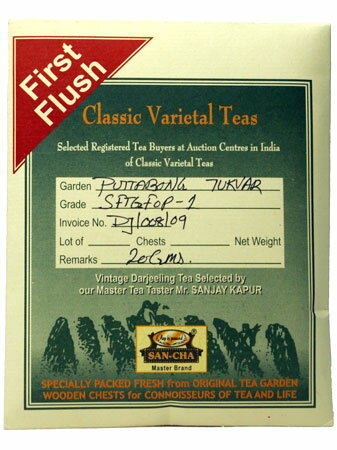 First
Flush
Classic Varietal Teas
Selected Registered Tea Buyers at Auction Centres in India
of Classic Varietal Teas
Garden PUTTABONG TUKVAR
Grade SFTGFOP-1
Invoice No. DJ/008/09
Lot of Chests Net Weight
Remarks 20Gms.
Vintage Darjeeling Tea Selected by
our Master Tea Taster Mr. SANJAY KAPUR
SAN-CHA
Master Brand
SPECIALLY PACKED FRESH from ORIGINAL TEA GARDEN
WOODEN CHESTS for CONNOISSEURS OF TEA AND LIFE